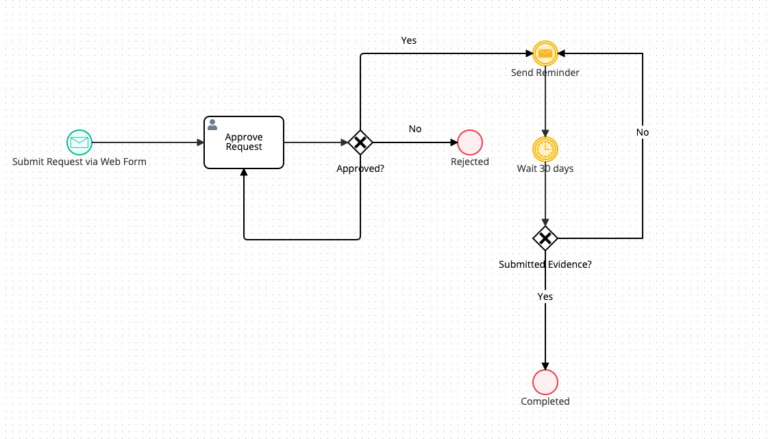 Yes
Send Reminder
Approve
Request
No
Submit Request via Web Form
Approved?
Rejected
No
Wait 30 days
Submitted Evidence?
Yes
Completed